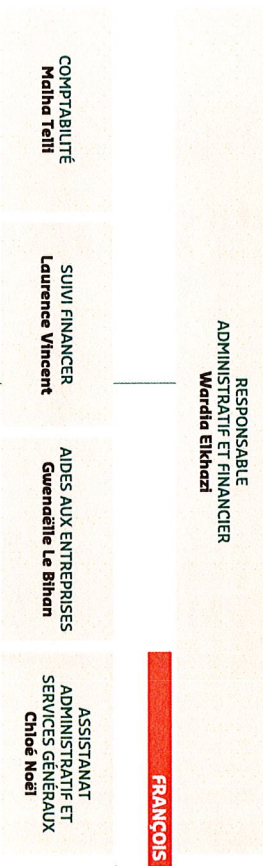 RESPONSABLE
ADMINISTRATIF ET FINANCIER
Wardia Elkhazi
FRANÇOIS
COMPTABILITÉ
Malha Telli
SUIVI FINANCER
Laurence Vincent
AIDES AUX ENTREPRISES
Gwenaëlle Le Bihan
ASSISTANAT
ADMINISTRATIF ET
SERVICES GÉNÉRAUX
Chloé Noël